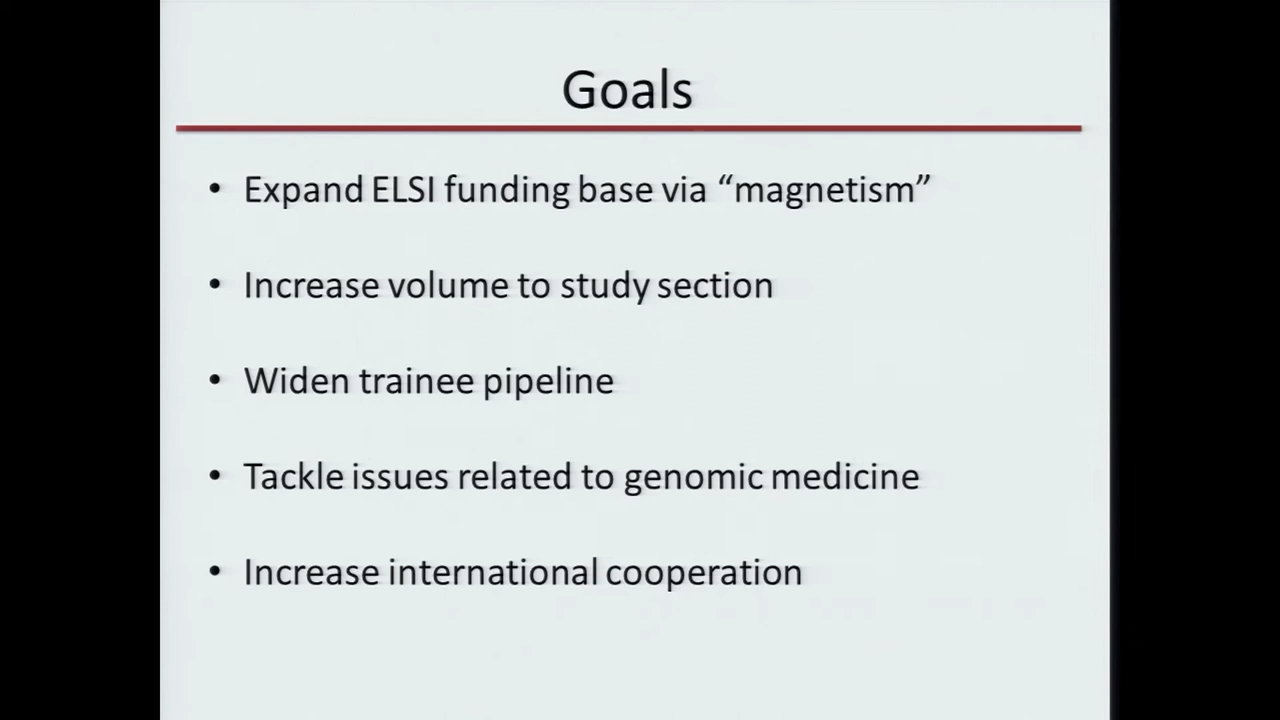 Goals
• Expand ELSI funding base via “magnetism”
• Increase volume to study section
• Widen trainee pipeline
• Tackle issues related to genomic medicine
• Increase international cooperation